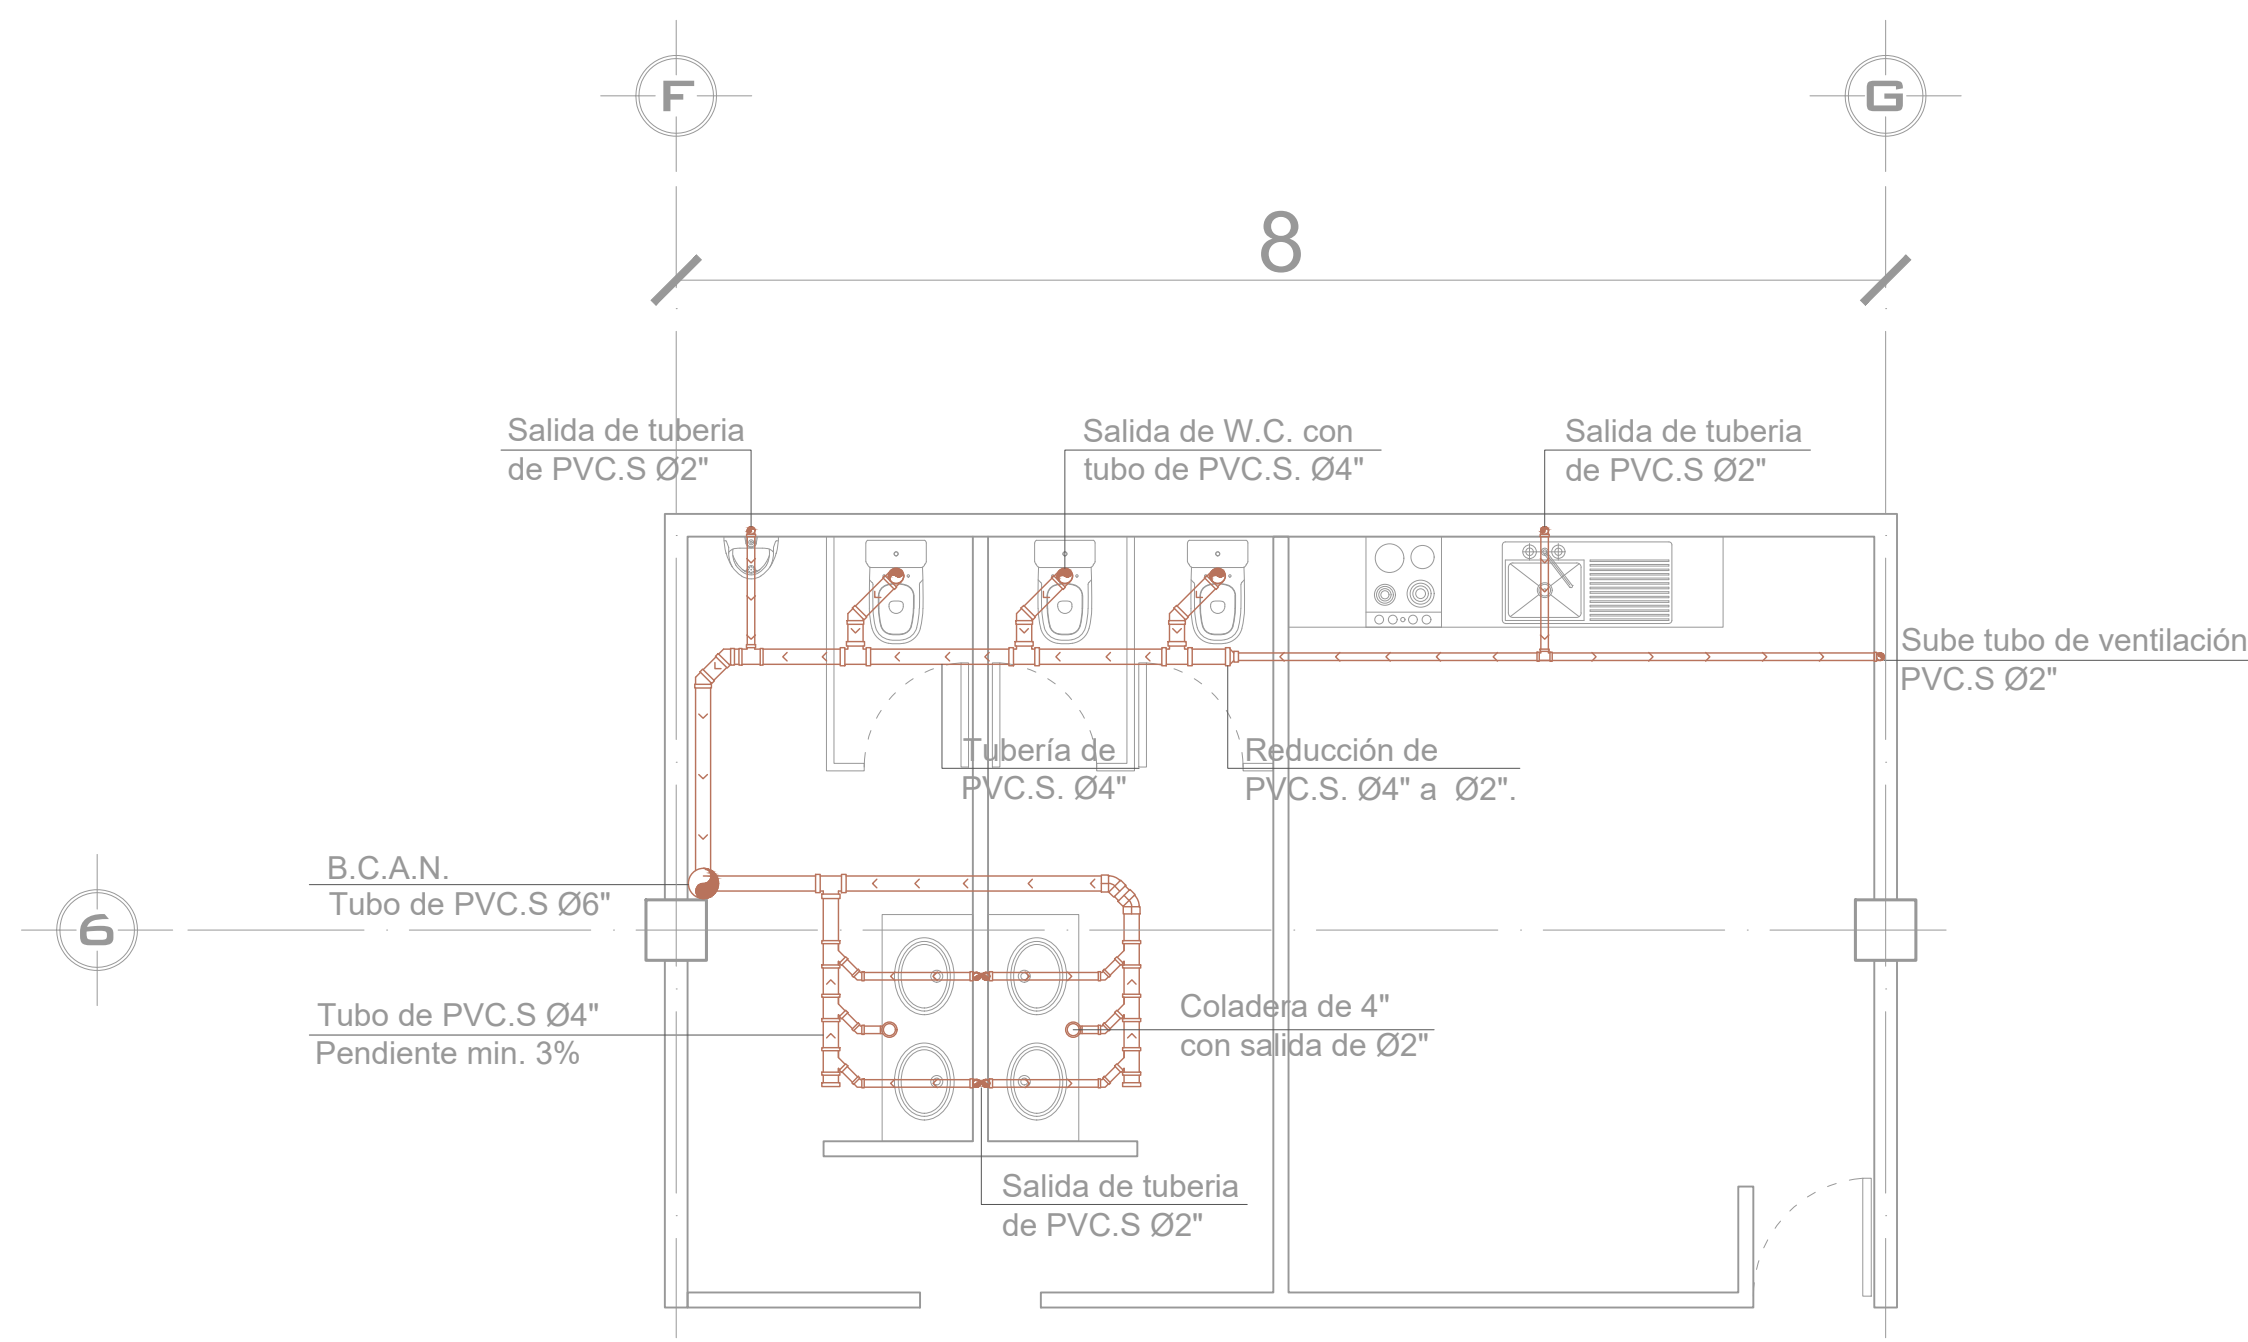 F
G
8
Salida de tuberia
de PVC.S Ø2"
Salida de W.C. con
tubo de PVC.S. Ø4"
Salida de tuberia
de PVC.S Ø2"
Sube tubo de ventilación
PVC.S Ø2"
Tubería de
PVC.S. Ø4"
Reducción de
PVC.S. Ø4" a Ø2".
B.C.A.N.
Tubo de PVC.S Ø6"
6
Tubo de PVC.S Ø4"
Pendiente min. 3%
Coladera de 4"
con salida de Ø2"
Salida de tuberia
de PVC.S Ø2"